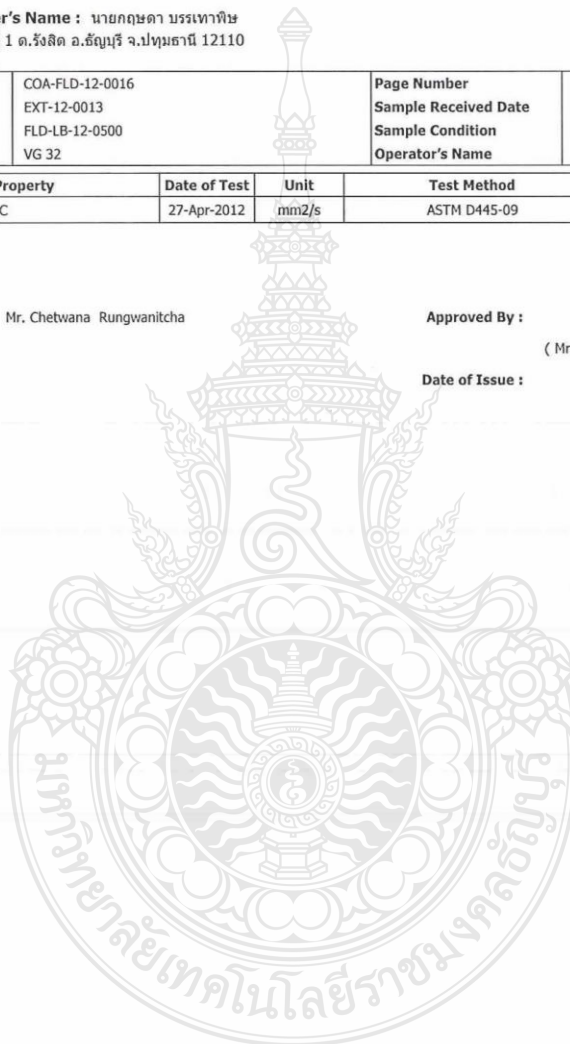 er's Name : นายกฤษดา บรรเทาพิษ
1 ต.รังสิต อ.ธัญบุรี จ.ปทุมธานี 12110
COA-FLD-12-0016 Page Number
EXT-12-0013 Sample Received Date
FLD-LB-12-0500 Sample Condition
VG 32 Operator's Name
Property Date of Test Unit Test Method
C 27-Apr-2012 mm2/s ASTM D445-09
Mr. Chetwana Rungwanitcha Approved By :
( Mr
Date of Issue :
มหาวิทยาลัยเทคโนโลยีราชมงคลธัญบุรี